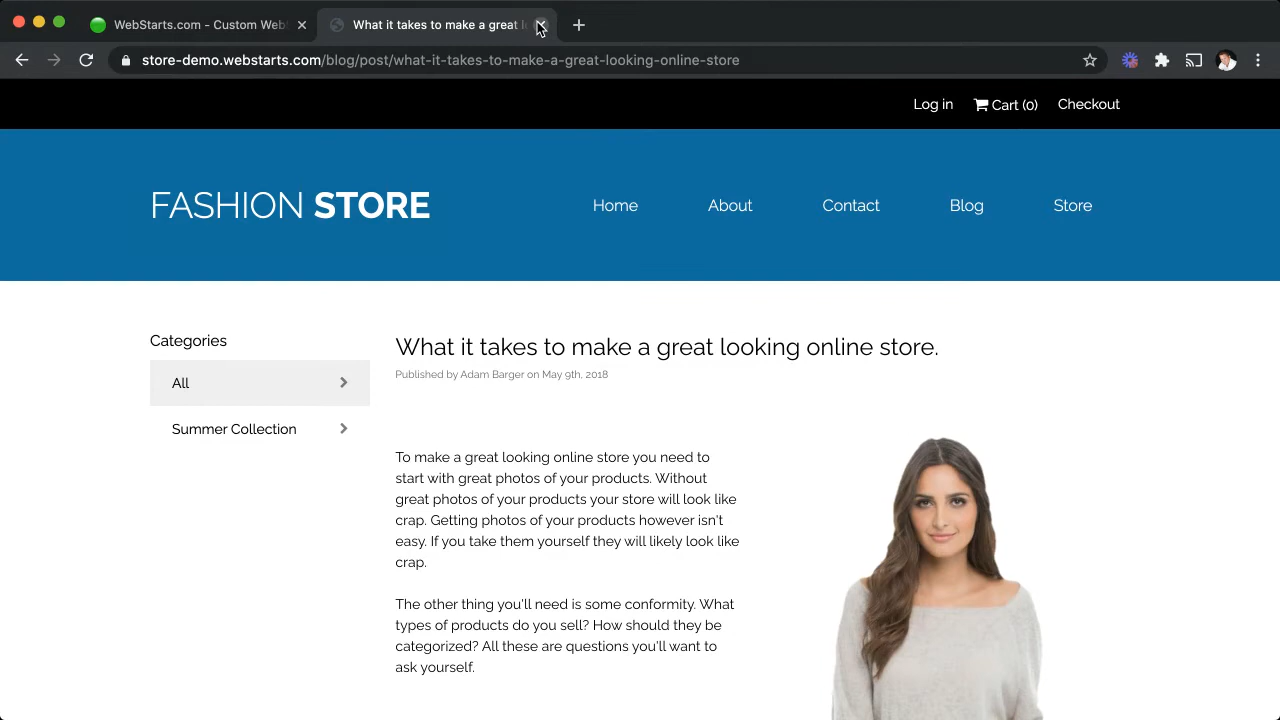 WebStarts.com - Custom Web
What it takes to make a great l
store-demo.webstarts.com/blog/post/what-it-takes-to-make-a-great-looking-online-store
Log in
Cart (0)
Checkout
FASHION STORE
Home
About
Contact
Blog
Store
Categories
All
Summer Collection
What it takes to make a great looking online store.
Published by Adam Barger on May 9th, 2018
To make a great looking online store you need to
start with great photos of your products. Without
great photos of your products your store will look like
crap. Getting photos of your products however isn't
easy. If you take them yourself they will likely look like
crap.
The other thing you'll need is some conformity. What
types of products do you sell? How should they be
categorized? All these are questions you'll want to
ask yourself.